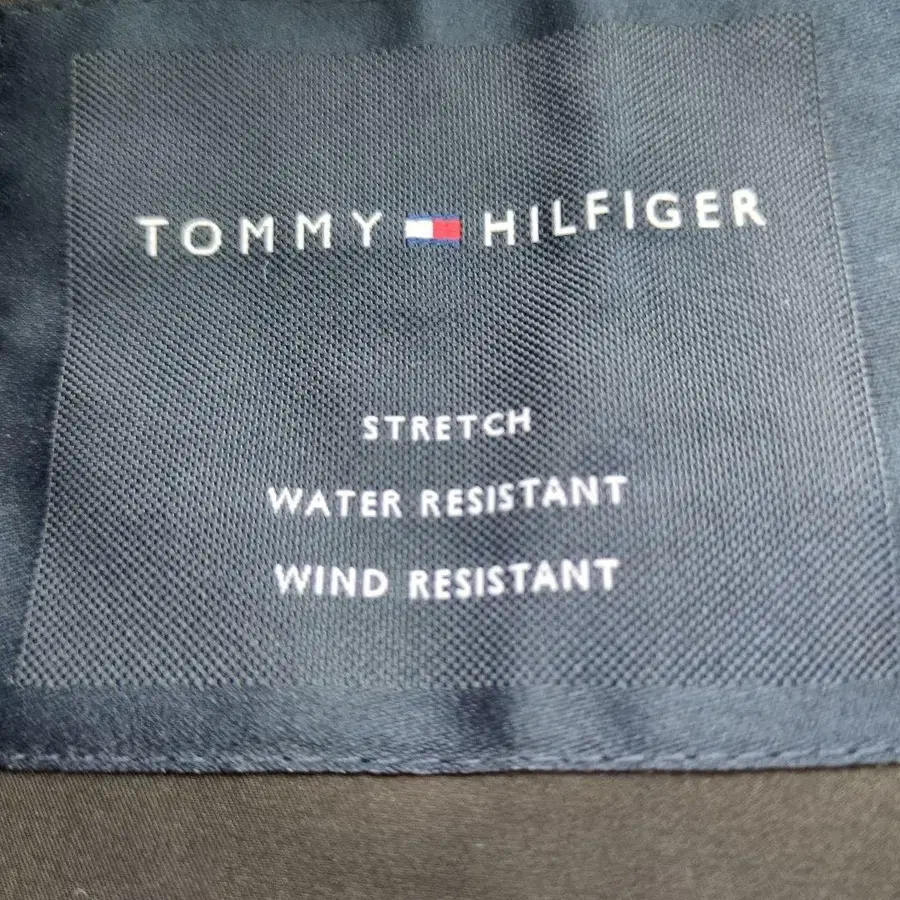 TOMMY HILFIGER
STRETCH
WATER RESISTANT
WIND RESISTANT